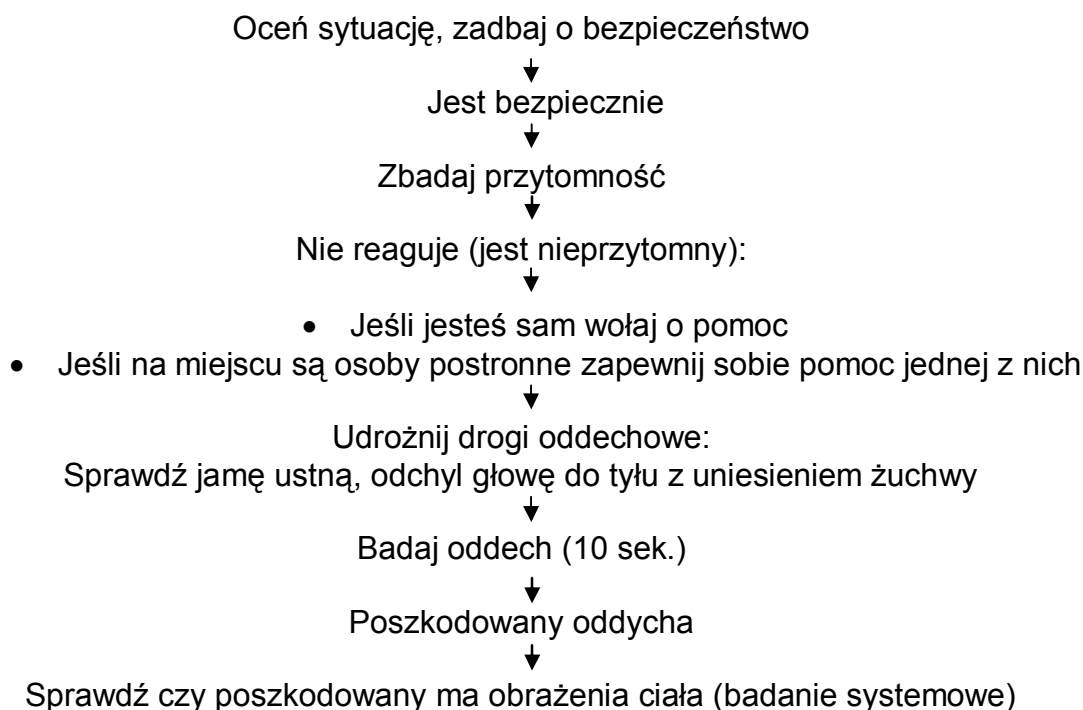 Oceń sytuację, zadbaj o bezpieczeństwo
Jest bezpiecznie
Zbadaj przytomność
Nie reaguje (jest nieprzytomny):
• Jeśli jesteś sam wołaj o pomoc
• Jeśli na miejscu są osoby postronne zapewnij sobie pomoc jednej z nich
Udrożnij drogi oddechowe:
Sprawdź jamę ustną, odchyl głowę do tyłu z uniesieniem żuchwy
Badaj oddech (10 sek.)
Poszkodowany oddycha
Sprawdź czy poszkodowany ma obrażenia ciała (badanie systemowe)